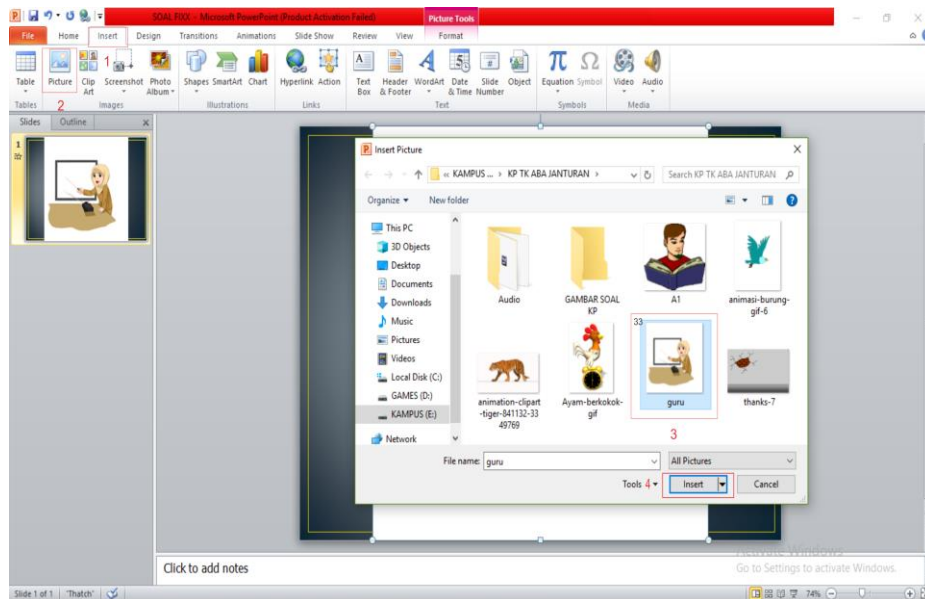 SOAL FIXX - Microsoft PowerPoint (Product Activation Failed)
Picture Tools
File Home Insert Design Transitions Animations Slide Show Review View Format
1
Table Picture Clip Art Screenshot Photo Album Shapes SmartArt Chart Hyperlink Action Text Box Header & Footer WordArt Date & Time Slide Number Object Equation Symbol Video Audio
2
Tables Images Illustrations Links Text Symbols Media
Slides Outline
1
Insert Picture
« KAMPUS ... › KP TK ABA JANTURAN ›
Search KP TK ABA JANTURAN
Organize
New folder
This PC
3D Objects
Desktop
Documents
Downloads
Music
Pictures
Videos
Local Disk (C:)
GAMES (D:)
KAMPUS (E:)
Network
Audio
GAMBAR SOAL
KP
A1
animasi-burung-
gif-6
33
animation-clipart
-tiger-841132-33
49769
Ayam-berkokok-
gif
guru
thanks-7
3
File name: guru
All Pictures
Tools 4 Insert Cancel
Activate Windows
Go to Settings to activate Windows.
Click to add notes
Slide 1 of 1 "Thatch" 74%